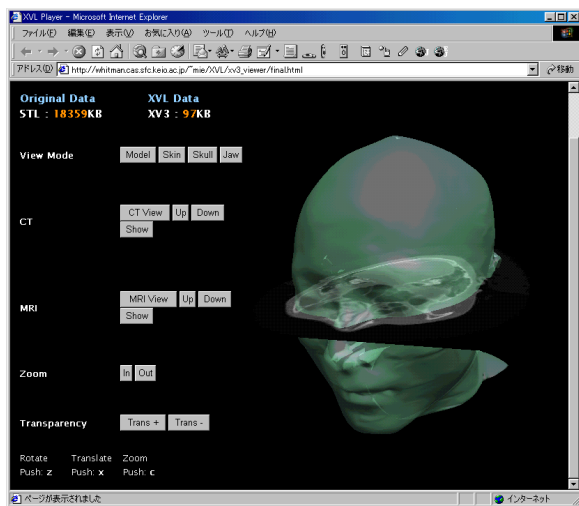 XVL Player - Microsoft Internet Explorer
ファイル(F) 編集(E) 表示(V) お気に入り(A) ツール(T) ヘルプ(H)
アドレス(D) http://whitman.cas.sfc.keio.ac.jp/~mie/XVL/xv3_viewer/final.html 移動
Original Data XVL Data
STL : 18359KB XV3 : 97KB
View Mode Model Skin Skull Jaw
CT CT View Up Down
Show
MRI MRI View Up Down
Show
Zoom In Out
Transparency Trans + Trans -
Rotate Translate Zoom
Push: z Push: x Push: c
ページが表示されました インターネット